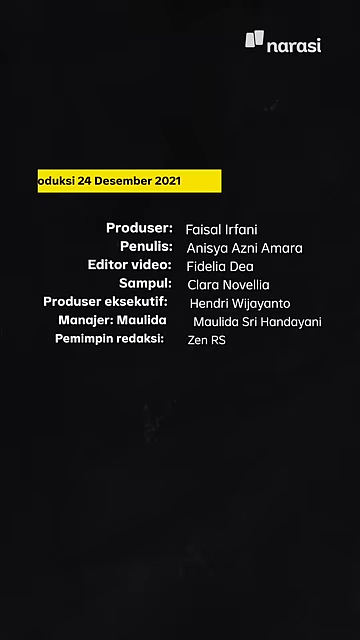 narasi
oduksi 24 Desember 2021
Produser: Faisal Irfani
Penulis: Anisya Azni Amara
Editor video: Fidelia Dea
Sampul: Clara Novellia
Produser eksekutif: Hendri Wijayanto
Manajer: Maulida Maulida Sri Handayani
Pemimpin redaksi: Zen RS